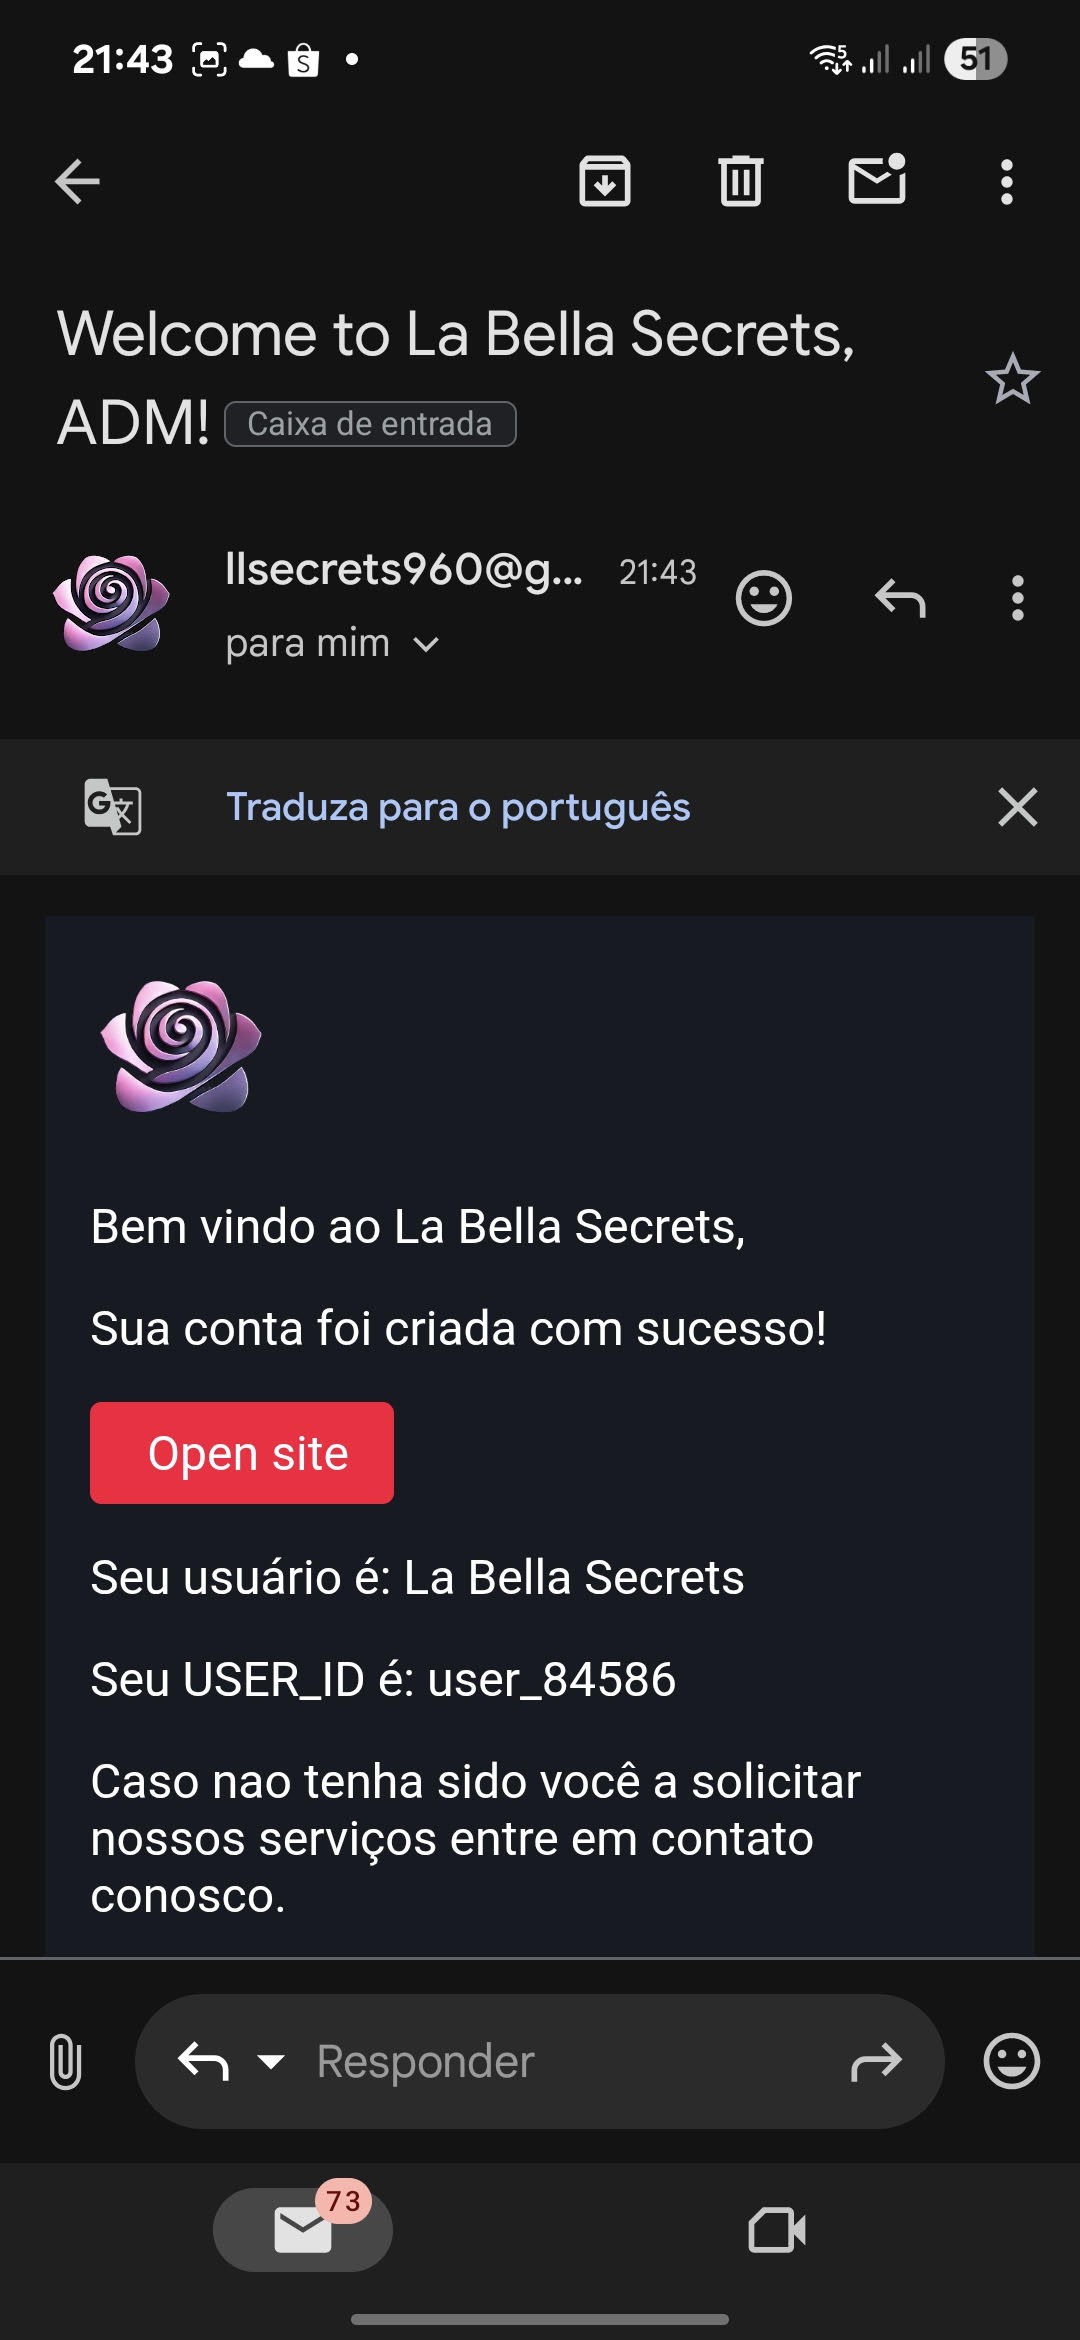 21:43
51
Welcome to La Bella Secrets,
ADM! Caixa de entrada
llsecrets960@g... 21:43
para mim
Traduza para o português
Bem vindo ao La Bella Secrets,
Sua conta foi criada com sucesso!
Open site
Seu usuário é: La Bella Secrets
Seu USER_ID é: user_84586
Caso nao tenha sido você a solicitar
nossos serviços entre em contato
conosco.
Responder
73